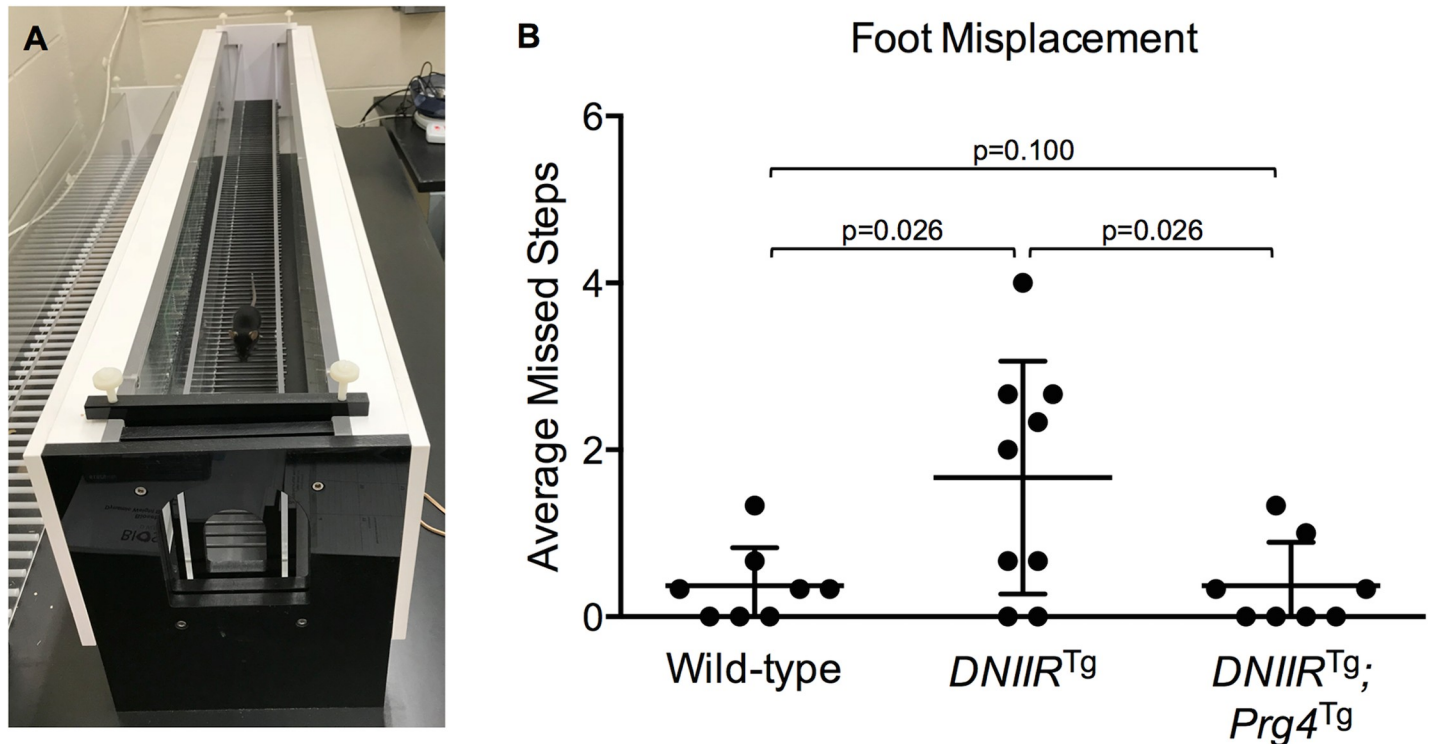 A
B
Foot Misplacement
Average Missed Steps
6
4
2
0
p=0.100
p=0.026
p=0.026
Wild-type
DNIIRTg
DNIIRTg;
Prg4Tg